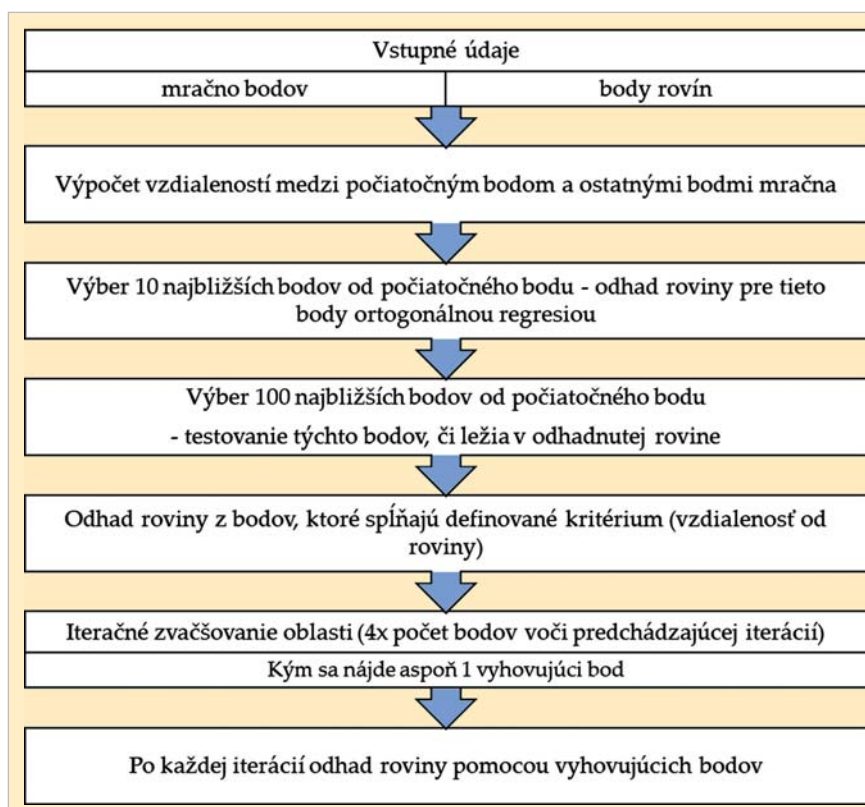 Vstupné údaje
mračno bodov
body rovín
Výpočet vzdialeností medzi počiatočným bodom a ostatnými bodmi mračna
Výber 10 najbližších bodov od počiatočného bodu - odhad roviny pre tieto
body ortogonálnou regresiou
Výber 100 najbližších bodov od počiatočného bodu
- testovanie týchto bodov, či ležia v odhadnutej rovine
Odhad roviny z bodov, ktoré spĺňajú definované kritérium (vzdialenosť od
roviny)
Iteračné zvačšovanie oblasti (4x počet bodov voči predchádzajúcej iterácií)
Kým sa nájde aspoň 1 vyhovujúci bod
Po každej iterácií odhad roviny pomocou vyhovujúcich bodov